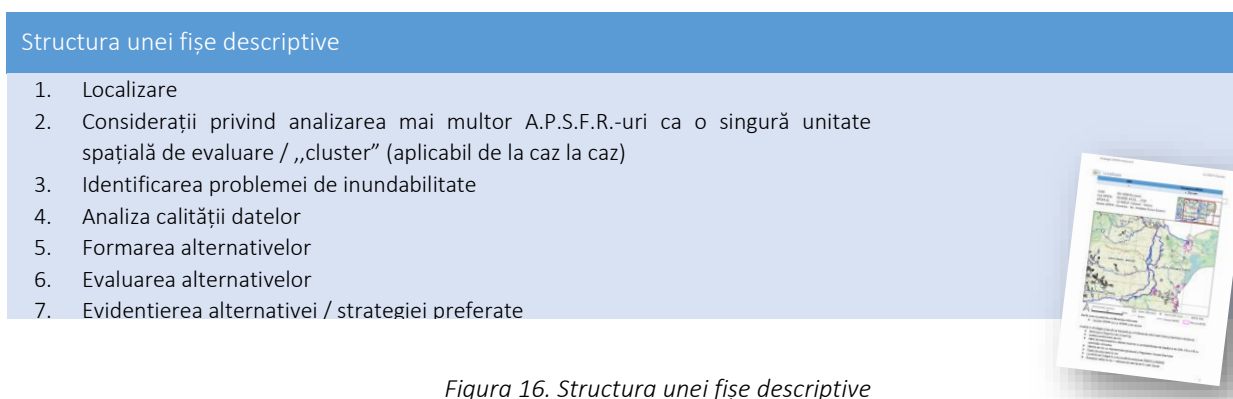 Structura unei fișe descriptive
1. Localizare
2. Considerații privind analizarea mai multor A.P.S.F.R.-uri ca o singură unitate
spațială de evaluare / ,,cluster” (aplicabil de la caz la caz)
3. Identificarea problemei de inundabilitate
4. Analiza calității datelor
5. Formarea alternativelor
6. Evaluarea alternativelor
7. Evidențierea alternativei / strategiei preferate
Figura 16. Structura unei fișe descriptive